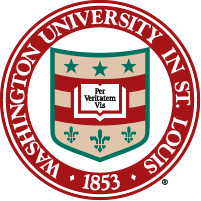 WASHINGTON UNIVERSITY IN ST. LOUIS
Per
Veritatem
Vis
· 1853 ·
®